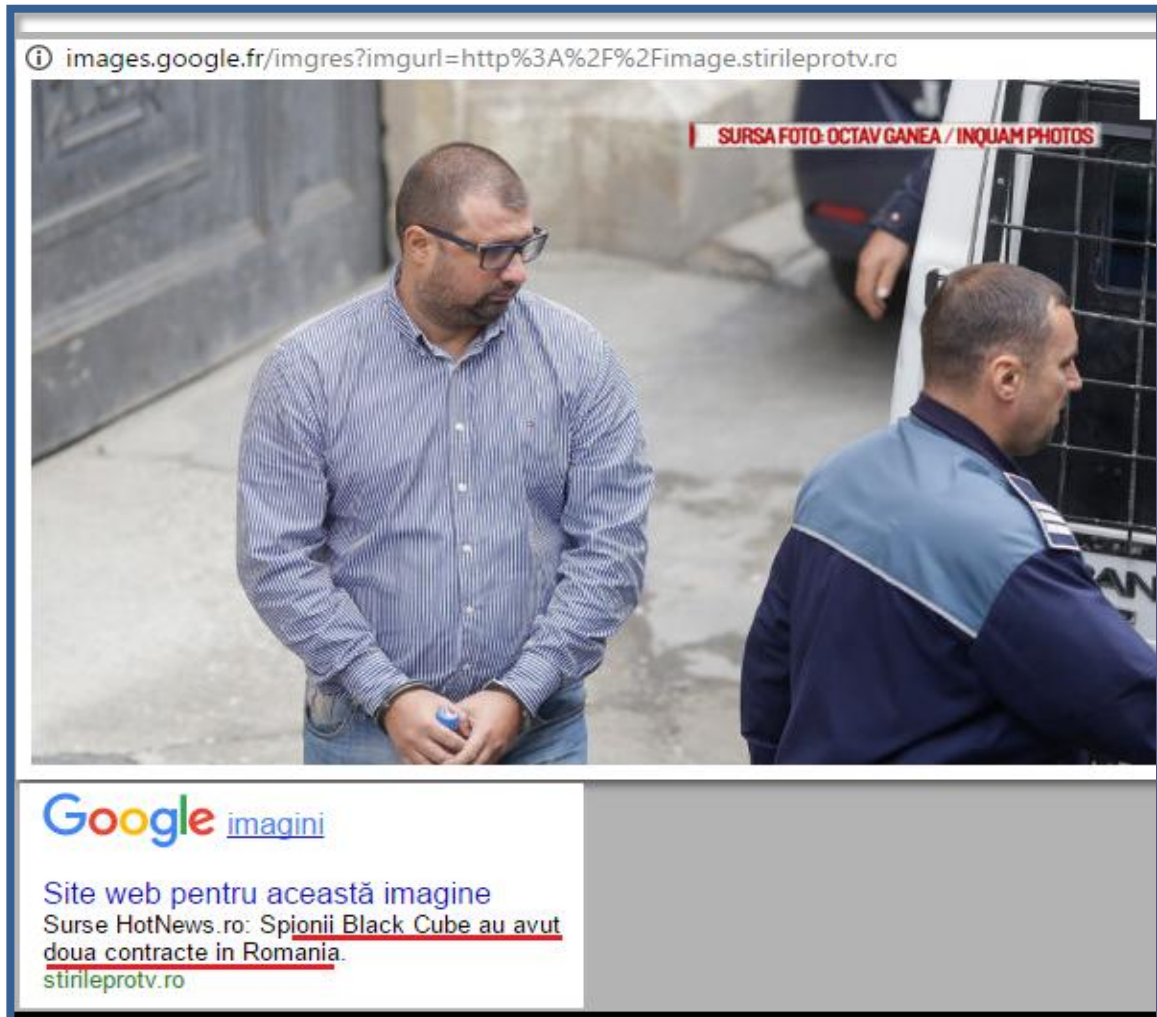 images.google.fr/imgres?imgurl=http%3A%2F%2Fimage.stirileprotv.ro
SURSA FOTO: OCTAV GANEA / INQUAM PHOTOS
Google imagini
Site web pentru această imagine
Surse HotNews.ro: Spionii Black Cube au avut
doua contracte in Romania.
stirileprotv.ro